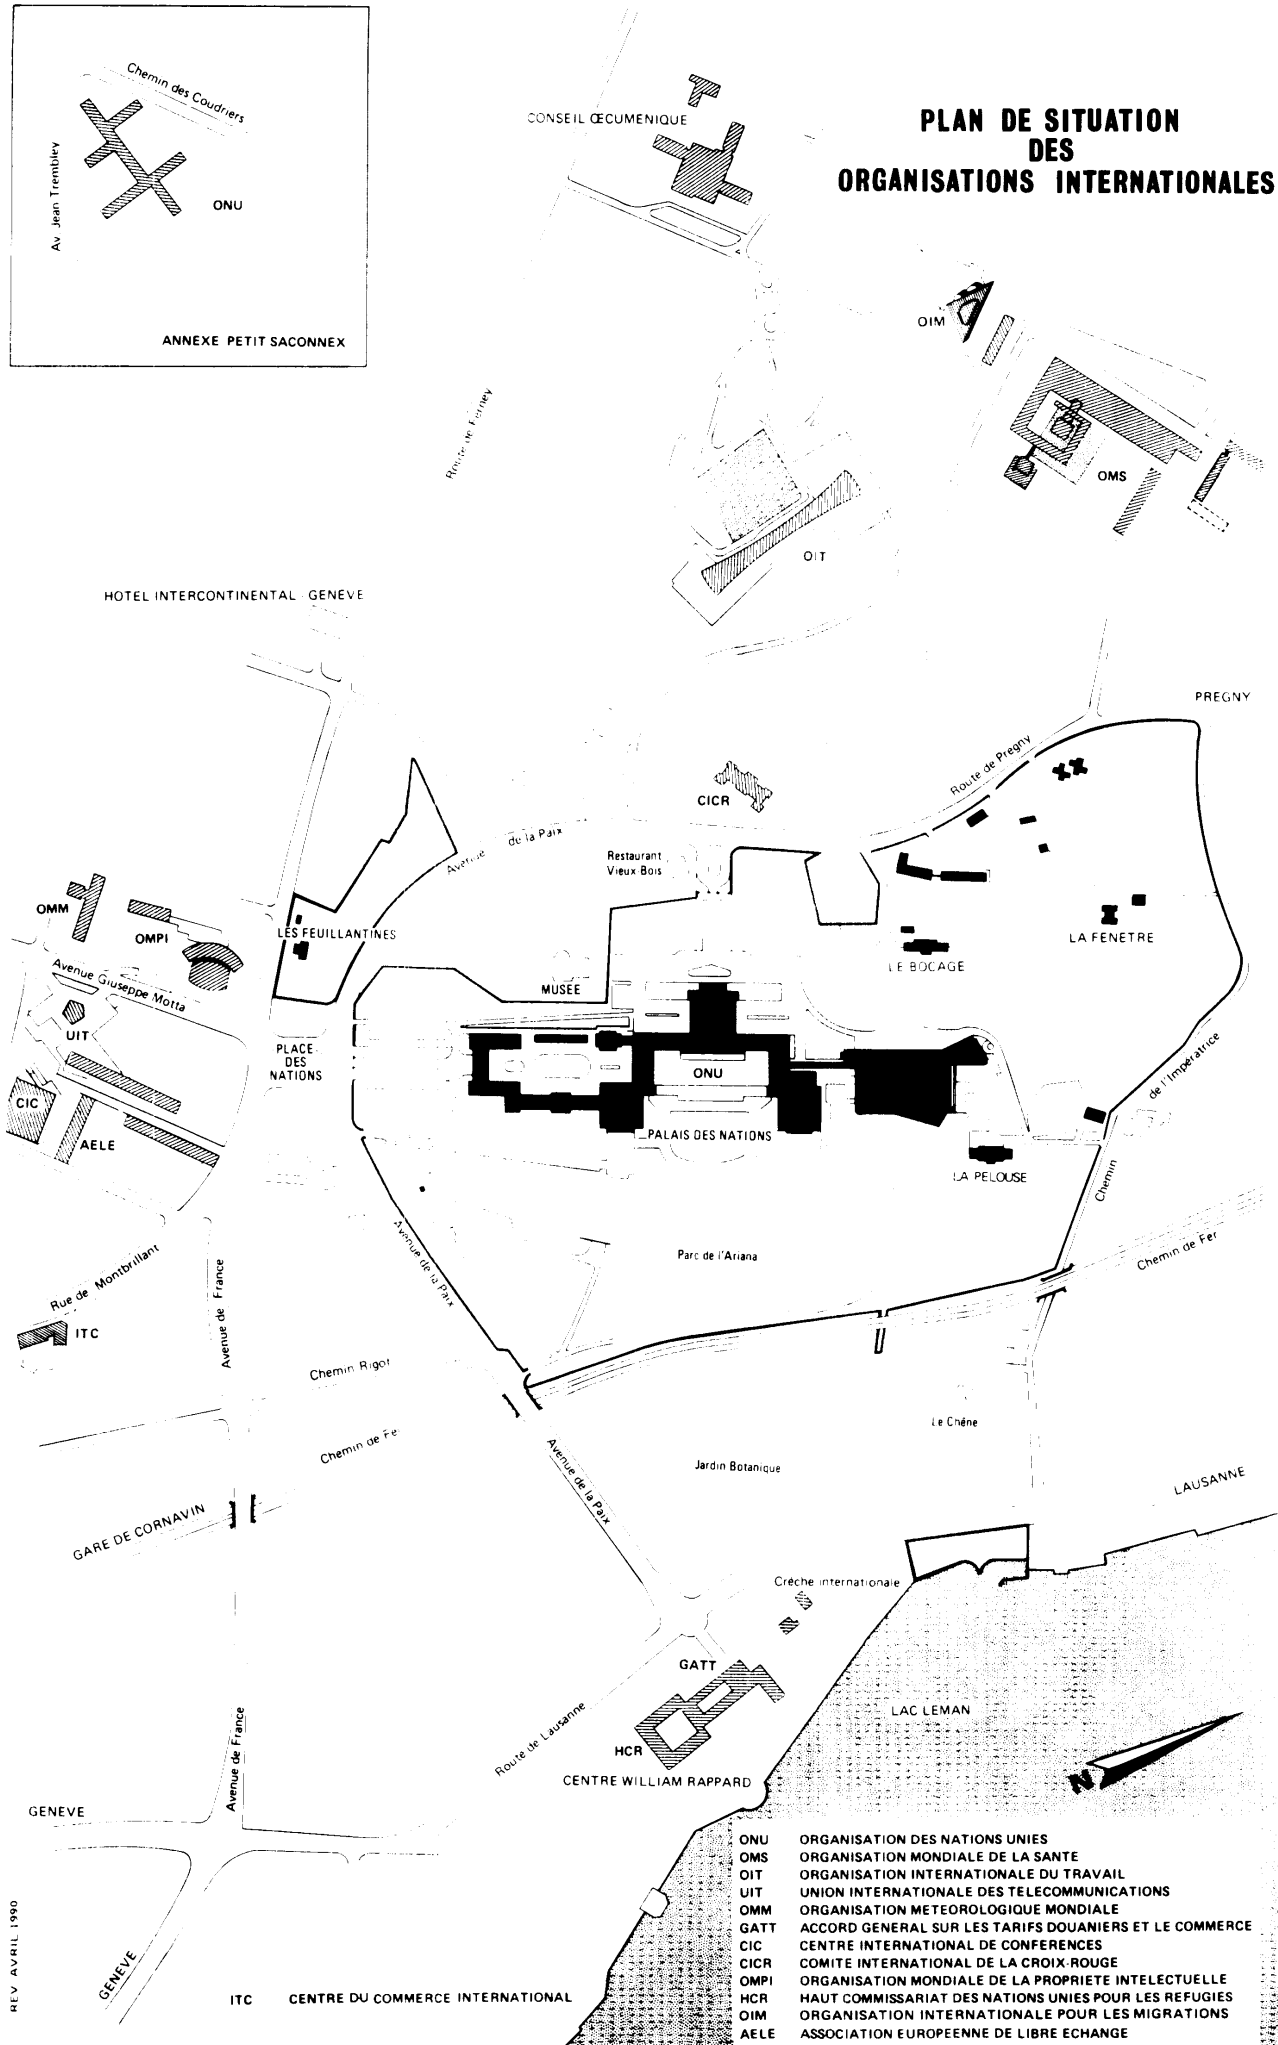 PLAN DE SITUATION
DES
ORGANISATIONS INTERNATIONALES
Chemin des Coudriers
Av. Jean Trembley
ONU
ANNEXE PETIT SACONNEX
CONSEIL ŒCUMENIQUE
OIM
OMS
Route de Ferney
OIT
HOTEL INTERCONTINENTAL GENEVE
PREGNY
Route de Pregny
CICR
Avenue de la Paix
Restaurant
Vieux-Bois
OMM
OMPI
LES FEUILLANTINES
LA FENETRE
LE BOCAGE
Avenue Giuseppe Motta
MUSEE
UIT
PLACE
DES
NATIONS
ONU
CIC
AELE
PALAIS DES NATIONS
de l'Impératrice
Chemin
LA PELOUSE
Avenue de la Paix
Parc de l'Ariana
Chemin de Fer
Rue de Montbrillant
Avenue de France
ITC
Chemin Rigot
Chemin de Fe
Le Chêne
Avenue de la Paix
Jardin Botanique
LAUSANNE
GARE DE CORNAVIN
Crèche internationale
GATT
Route de Lausanne
HCR
CENTRE WILLIAM RAPPARD
LAC LEMAN
N
Avenue de France
GENEVE
GENEVE
REV. AVRIL 1990
ITC CENTRE DU COMMERCE INTERNATIONAL
ONU ORGANISATION DES NATIONS UNIES
OMS ORGANISATION MONDIALE DE LA SANTE
OIT ORGANISATION INTERNATIONALE DU TRAVAIL
UIT UNION INTERNATIONALE DES TELECOMMUNICATIONS
OMM ORGANISATION METEOROLOGIQUE MONDIALE
GATT ACCORD GENERAL SUR LES TARIFS DOUANIERS ET LE COMMERCE
CIC CENTRE INTERNATIONAL DE CONFERENCES
CICR COMITE INTERNATIONAL DE LA CROIX-ROUGE
OMPI ORGANISATION MONDIALE DE LA PROPRIETE INTELECTUELLE
HCR HAUT COMMISSARIAT DES NATIONS UNIES POUR LES REFUGIES
OIM ORGANISATION INTERNATIONALE POUR LES MIGRATIONS
AELE ASSOCIATION EUROPEENNE DE LIBRE ECHANGE